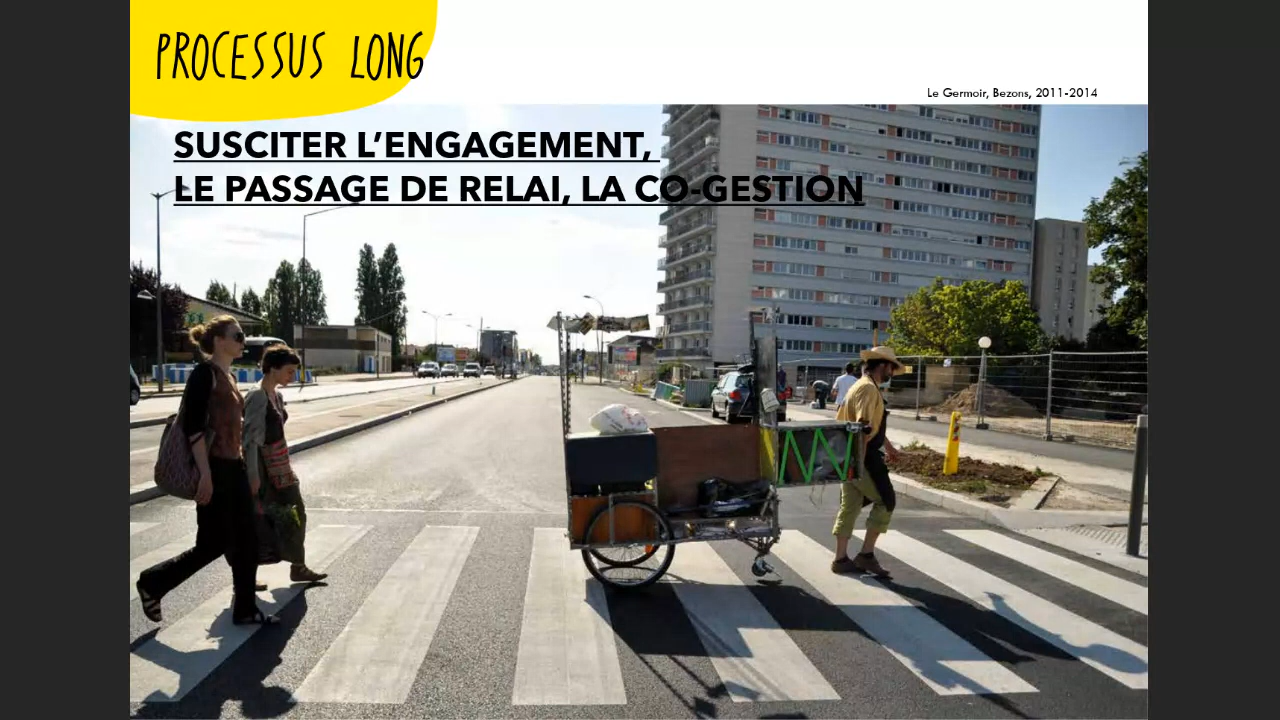 PROCESSUS LONG
Le Germoir, Bezons, 2011-2014
SUSCITER L'ENGAGEMENT,
LE PASSAGE DE RELAI, LA CO-GESTION